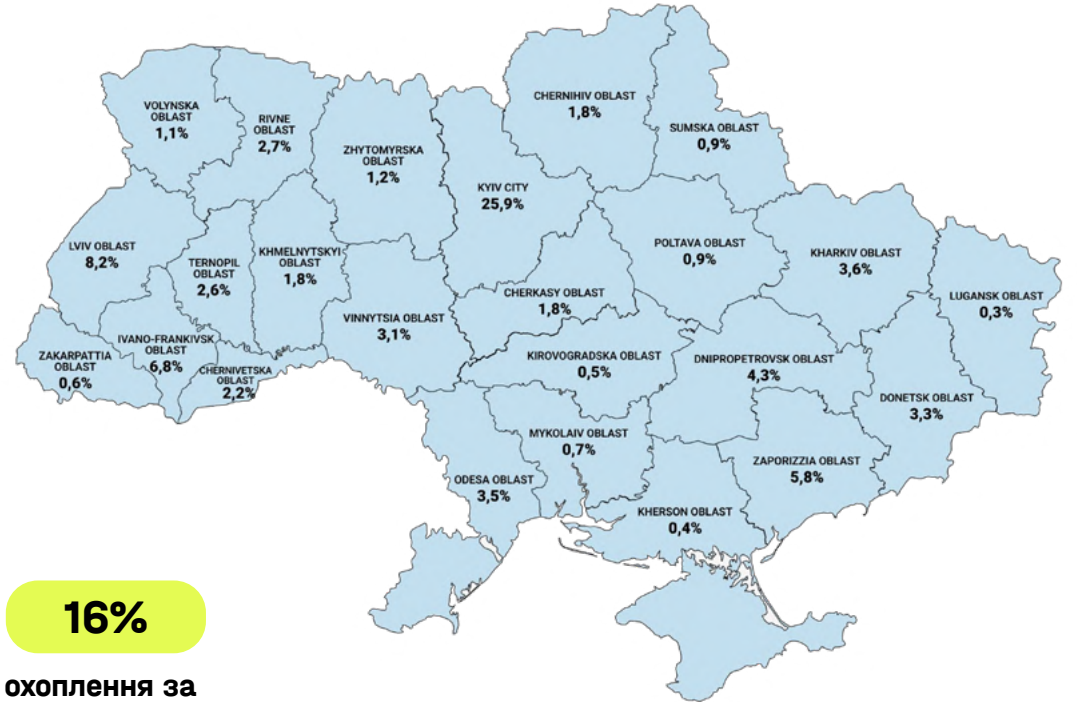 CHERNIHIV OBLAST
1,8%
VOLYNSKA
OBLAST
1,1%
RIVNE
OBLAST
2,7%
SUMSKA OBLAST
0,9%
ZHYTOMYRSKA
OBLAST
1,2%
KYIV CITY
25,9%
LVIV OBLAST
8,2%
TERNOPIL
OBLAST
2,6%
KHMELNYTSKYI
OBLAST
1,8%
POLTAVA OBLAST
0,9%
KHARKIV OBLAST
3,6%
LUGANSK OBLAST
0,3%
CHERKASY OBLAST
1,8%
VINNYTSIA OBLAST
3,1%
IVANO-FRANKIVSK
OBLAST
6,8%
ZAKARPATTIA
OBLAST
0,6%
CHERNIVETSKA
OBLAST
2,2%
KIROVOGRADSKA OBLAST
0,5%
DNIPROPETROVSK OBLAST
4,3%
DONETSK OBLAST
3,3%
MYKOLAIV OBLAST
0,7%
ZAPORIZZIA OBLAST
5,8%
ODESA OBLAST
3,5%
KHERSON OBLAST
0,4%
16%
охоплення за